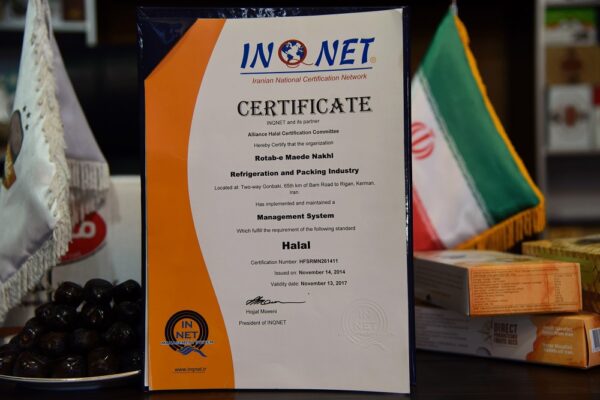 INQNET
Iranian National Certification Network
CERTIFICATE
INQNET and its partner
Alliance Halal Certification Committee
Hereby Certify that the organization
Rotab-e Maede Nakhl
Refrigeration and Packing Industry
Located at: Two-way Gonbaki, 65th km of Bam Road to Rigan, Kerman,
Iran.
Has implemented and maintained a
Management System
Which fulfill the requirement of the following standard
Halal
Certification Number: HFSRMN261411
Issued on: November 14, 2014
Validity date: November 13, 2017
Hojjat Moweni
President of INQNET
IN
NET
www.inqnet.ir
DIRECT